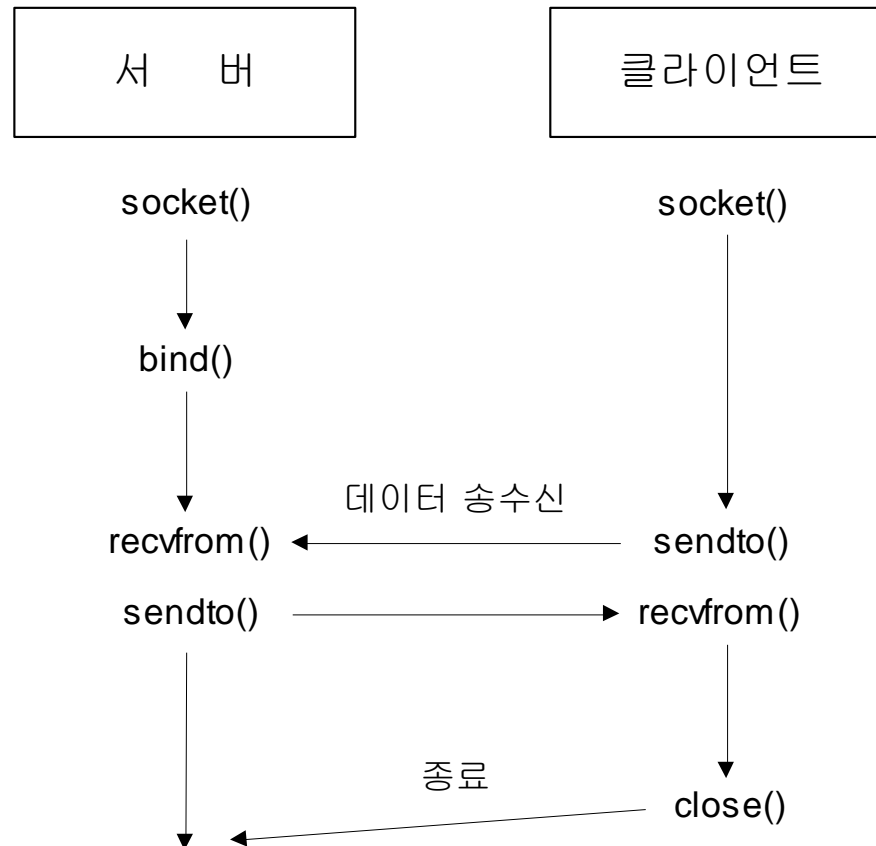 서 버
클라이언트
socket()
socket()
bind()
데이터 송수신
recvfrom()
sendto()
sendto()
recvfrom()
종료
close()